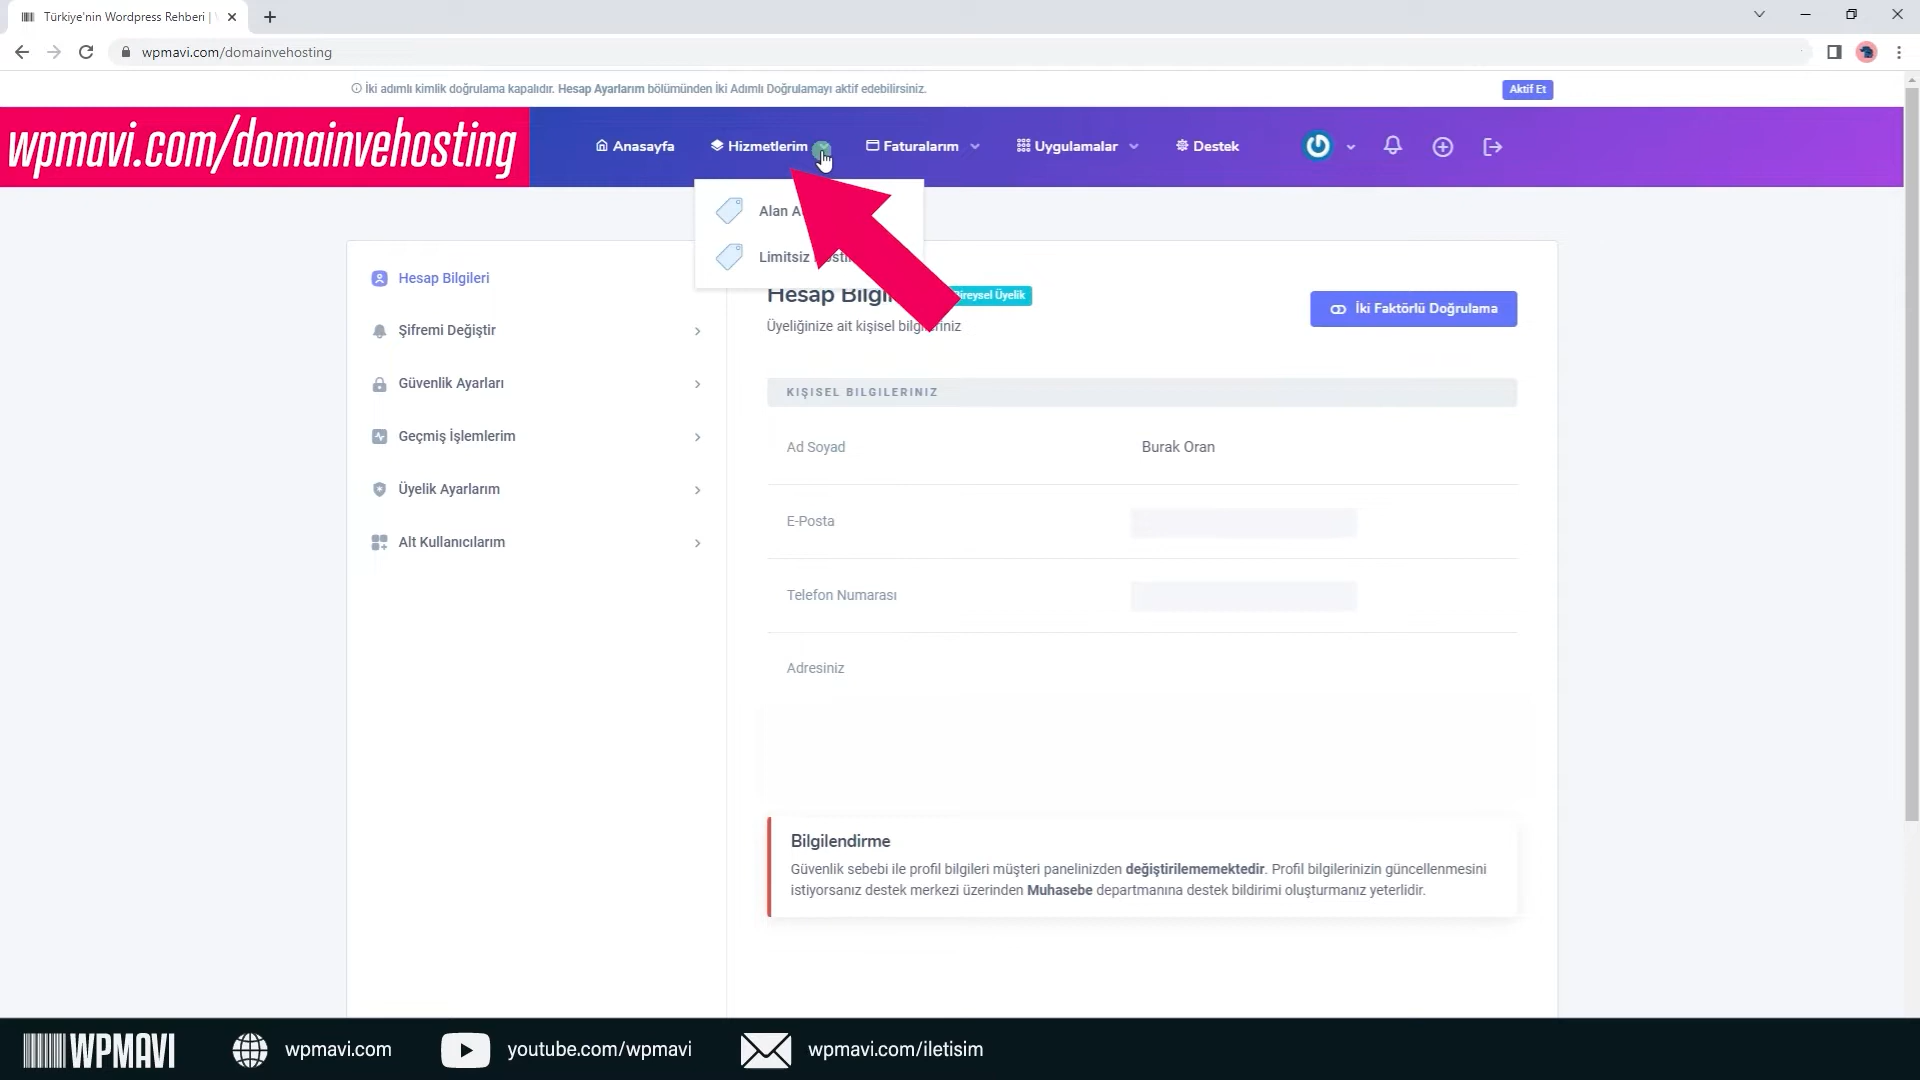 Türkiye'nin Wordpress Rehberi |
wpmavi.com/domainvehosting
İki adımlı kimlik doğrulama kapalıdır. Hesap Ayarlarım bölümünden İki Adımlı Doğrulamayı aktif edebilirsiniz.
Aktif Et
wpmavi.com/domainvehosting
Anasayfa
Hizmetlerim
Faturalarım
Uygulamalar
Destek
Alan A
Limitsiz
Hesap Bilgileri
Şifremi Değiştir
Güvenlik Ayarları
Geçmiş İşlemlerim
Üyelik Ayarlarım
Alt Kullanıcılarım
Hesap
Bireysel Üyelik
Üyeliğinize ait kişisel bilgileriniz
İki Faktörlü Doğrulama
KIŞISEL BILGILERINIZ
Ad Soyad
Burak Oran
E-Posta
Telefon Numarası
Adresiniz
Bilgilendirme
Güvenlik sebebi ile profil bilgileri müşteri panelinizden değiştirilememektedir. Profil bilgilerinizin güncellenmesini
istiyorsanız destek merkezi üzerinden Muhasebe departmanına destek bildirimi oluşturmanız yeterlidir.
WPMAVI
wpmavi.com
youtube.com/wpmavi
wpmavi.com/iletisim